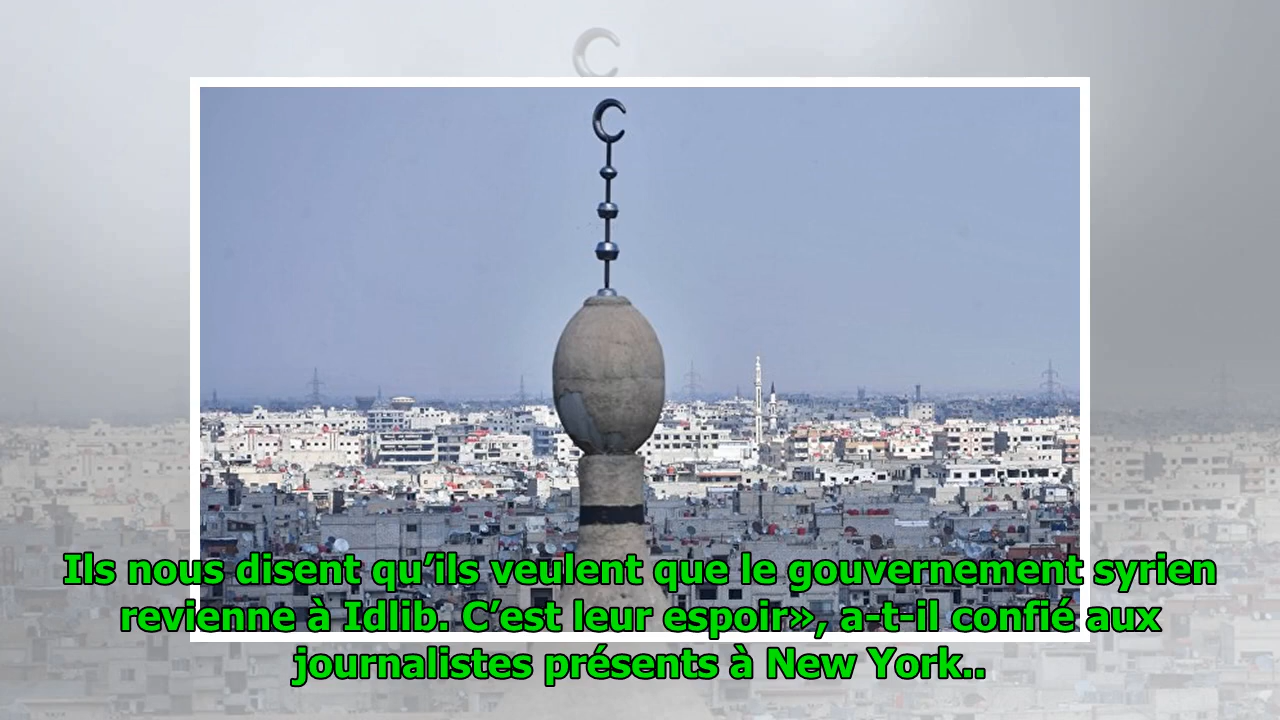 Ils nous disent qu’ils veulent que le gouvernement syrien
revienne à Idlib. C’est leur espoir», a-t-il confié aux
journalistes présents à New York..